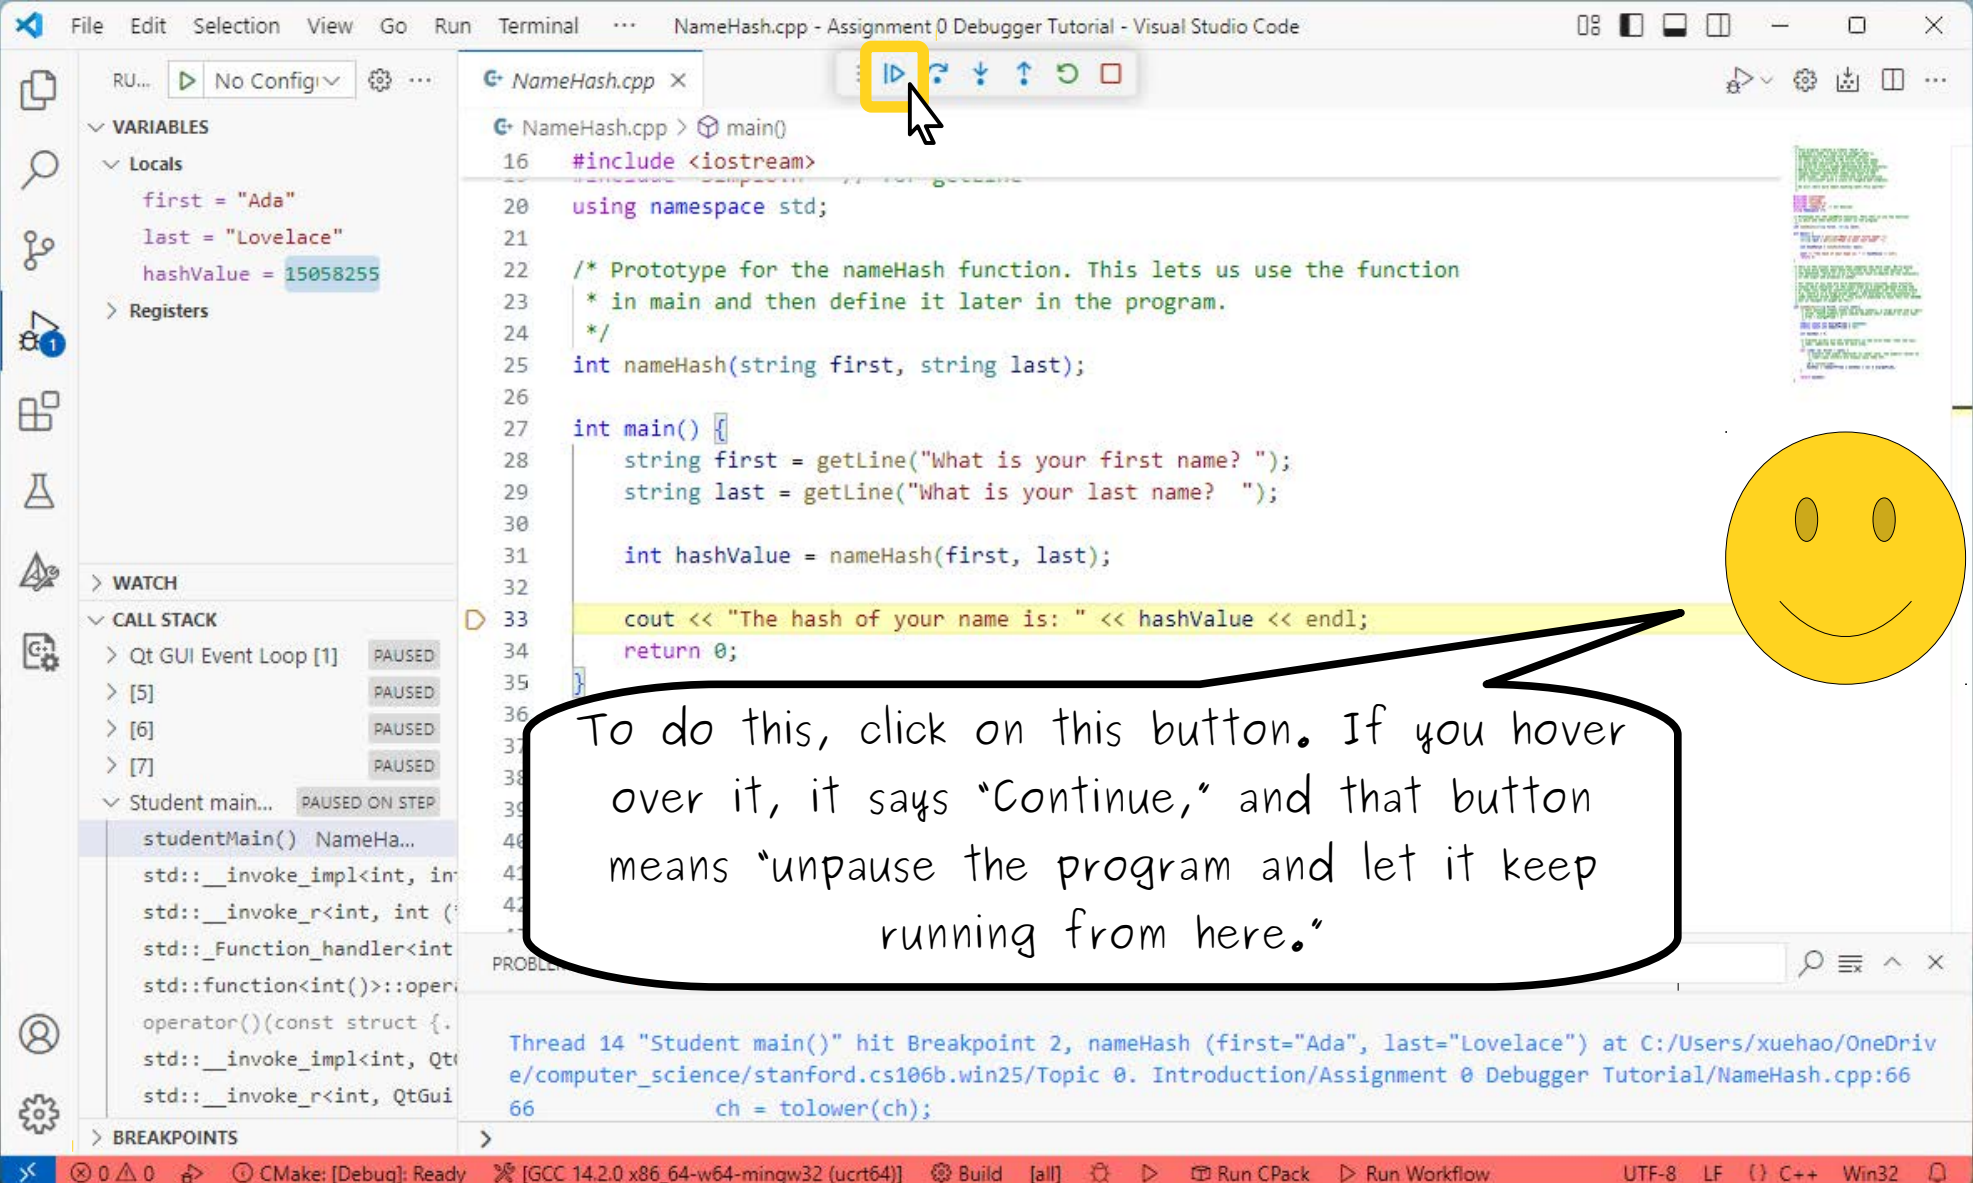 File Edit Selection View Go Run Terminal ··· NameHash.cpp - Assignment 0 Debugger Tutorial - Visual Studio Code
RU... No Config
NameHash.cpp
VARIABLES
Locals
first = "Ada"
last = "Lovelace"
hashValue = 15058255
Registers
WATCH
CALL STACK
Qt GUI Event Loop [1] PAUSED
[5] PAUSED
[6] PAUSED
[7] PAUSED
Student main... PAUSED ON STEP
studentMain() NameHa...
std::__invoke_impl<int, in
std::__invoke_r<int, int (
std::_Function_handler<int
std::function<int()>::oper
operator()(const struct {.
std::__invoke_impl<int, Qt
std::__invoke_r<int, QtGui
BREAKPOINTS
1
NameHash.cpp > main()
16 #include <iostream>
20 using namespace std;
21
22 /* Prototype for the nameHash function. This lets us use the function
23 * in main and then define it later in the program.
24 */
25 int nameHash(string first, string last);
26
27 int main() {
28 string first = getLine("What is your first name? ");
29 string last = getLine("What is your last name?  ");
30
31 int hashValue = nameHash(first, last);
32
33 cout << "The hash of your name is: " << hashValue << endl;
34 return 0;
35 }
36
37
38
39
40
41
42
To do this, click on this button. If you hover
over it, it says "Continue," and that button
means "unpause the program and let it keep
running from here."
PROBLE
Thread 14 "Student main()" hit Breakpoint 2, nameHash (first="Ada", last="Lovelace") at C:/Users/xuehao/OneDriv
e/computer_science/stanford.cs106b.win25/Topic 0. Introduction/Assignment 0 Debugger Tutorial/NameHash.cpp:66
66 ch = tolower(ch);
0 0 CMake: [Debug]: Ready [GCC 14.2.0 x86_64-w64-mingw32 (ucrt64)] Build [all] Run CPack Run Workflow UTF-8 LF {} C++ Win32